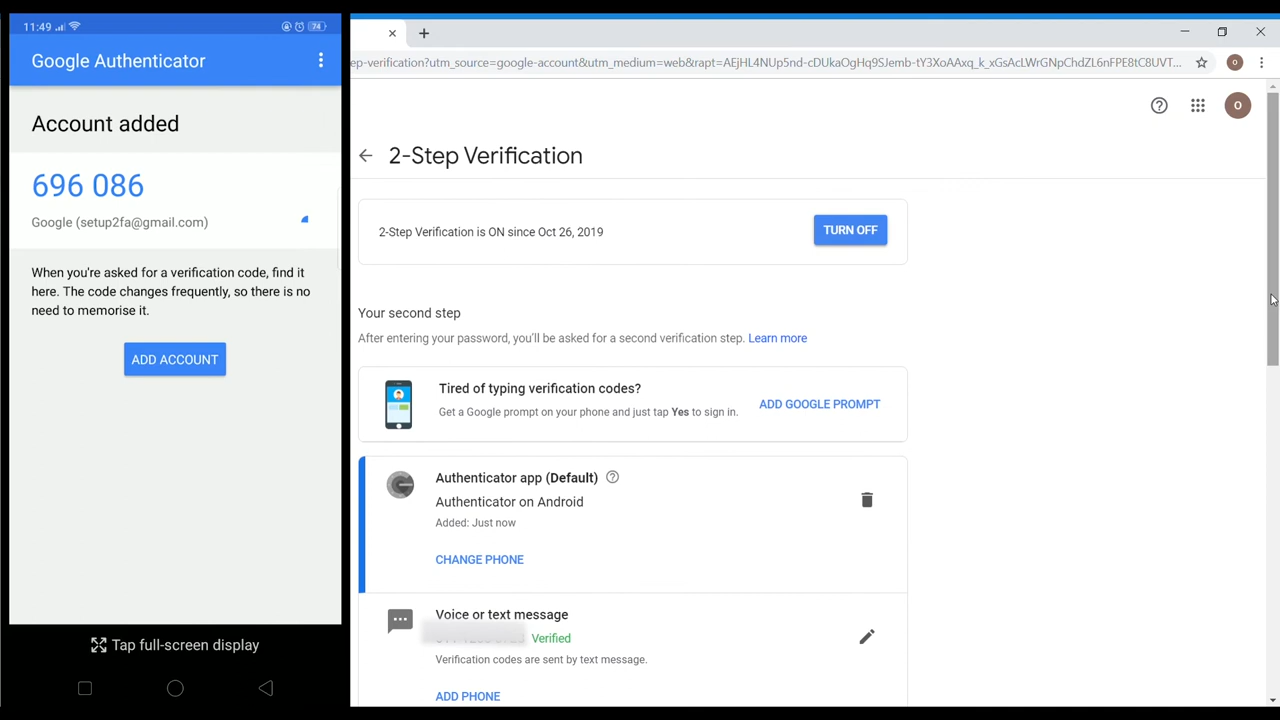 11:49
74
Google Authenticator
Account added
696 086
Google (setup2fa@gmail.com)
When you're asked for a verification code, find it
here. The code changes frequently, so there is no
need to memorise it.
ADD ACCOUNT
Tap full-screen display
ep-verification?utm_source=google-account&utm_medium=web&rapt=AEjHL4NUp5nd-cDUkaOgHq9SJemb-tY3XoAAxq_k_xGsAcLWrGNpChdZL6nFPE8tC8UVT...
O
O
2-Step Verification
2-Step Verification is ON since Oct 26, 2019
TURN OFF
Your second step
After entering your password, you'll be asked for a second verification step. Learn more
Tired of typing verification codes?
Get a Google prompt on your phone and just tap Yes to sign in.
ADD GOOGLE PROMPT
Authenticator app (Default)
Authenticator on Android
Added: Just now
CHANGE PHONE
Voice or text message
Verified
Verification codes are sent by text message.
ADD PHONE